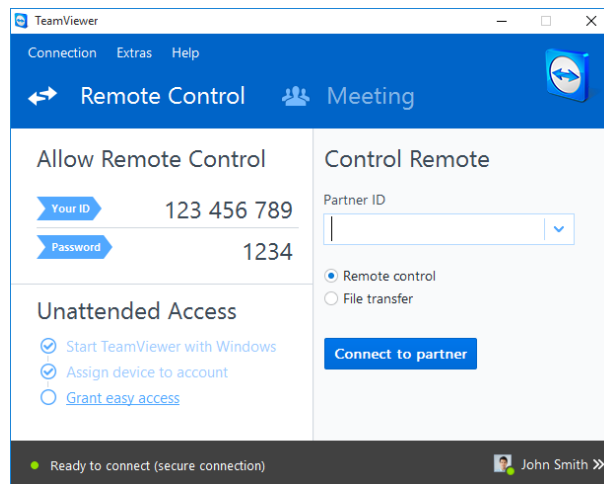 TeamViewer
Connection Extras Help
Remote Control Meeting
Allow Remote Control
Your ID 123 456 789
Password 1234
Unattended Access
Start TeamViewer with Windows
Assign device to account
Grant easy access
Control Remote
Partner ID
Remote control
File transfer
Connect to partner
Ready to connect (secure connection) John Smith